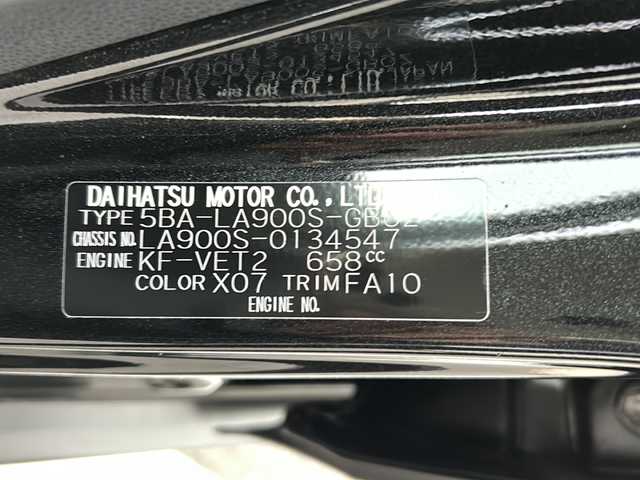 DAIHATSU MOTOR CO., LTD.
TYPE 5BA-LA900S-GB
CHASSIS NO. LA900S-0134547
ENGINE KF-VET2 658CC
COLOR X07 TRIM FA10
ENGINE NO.